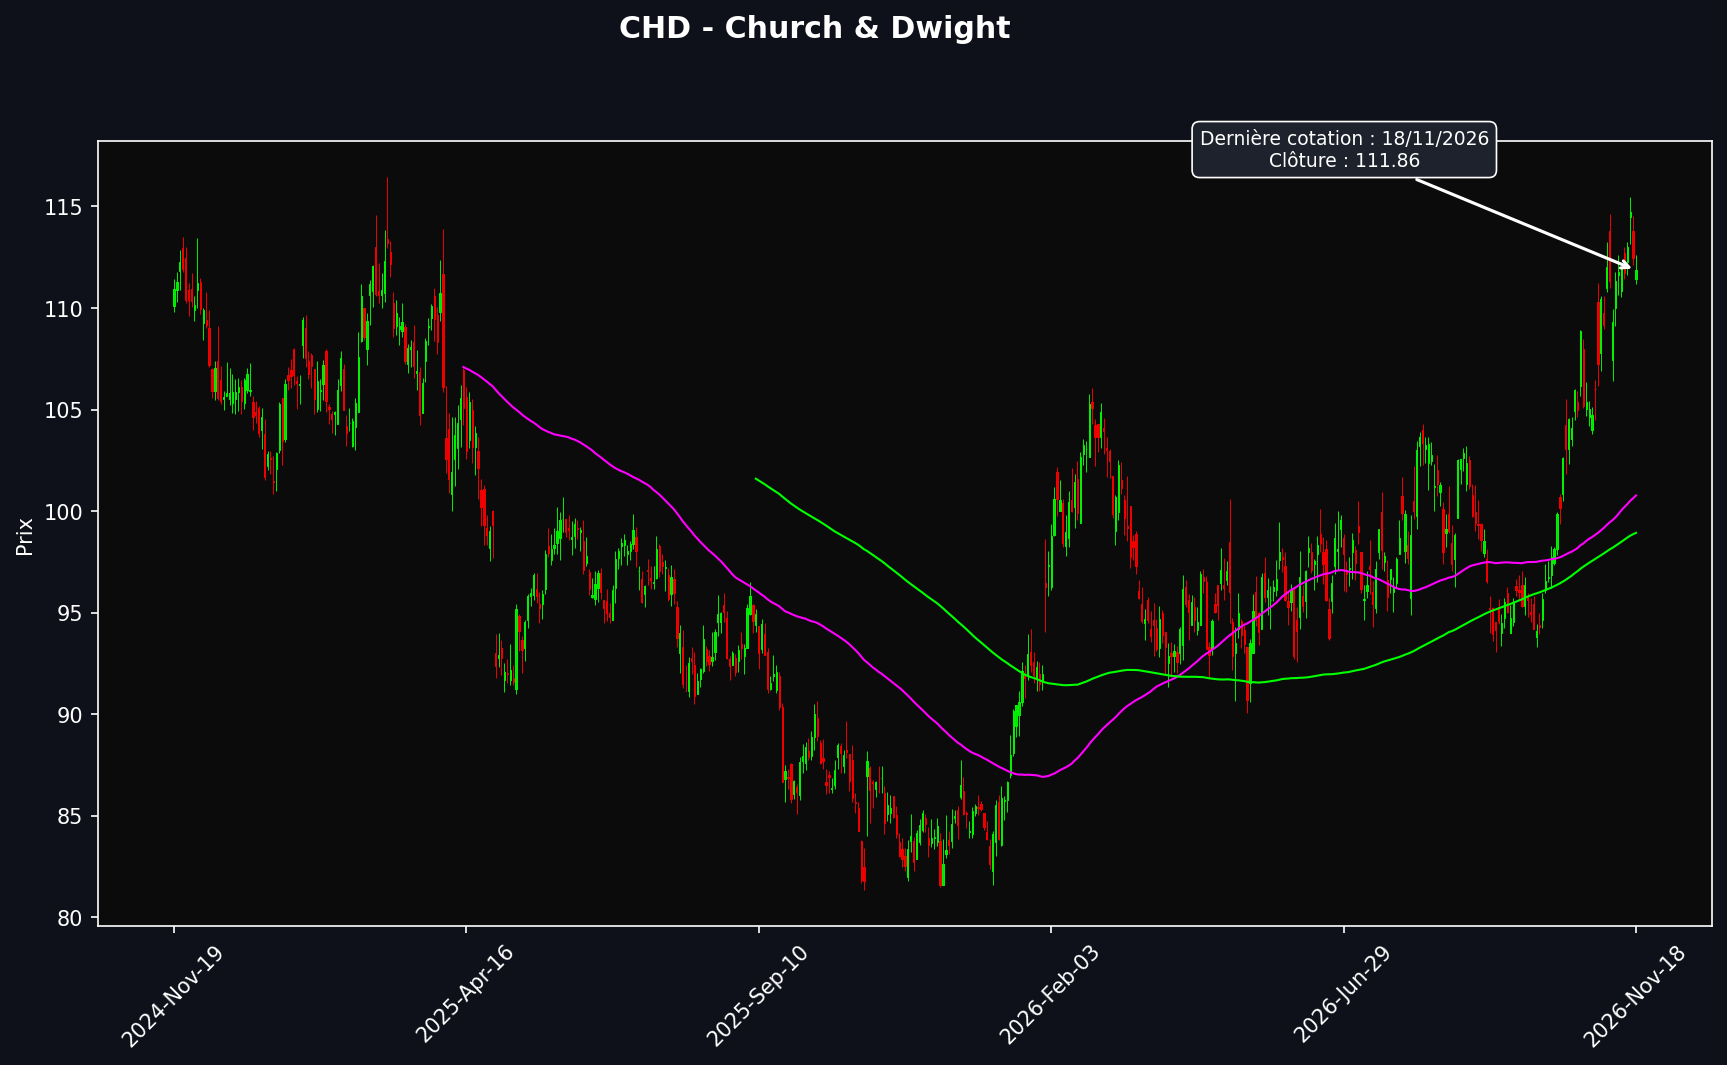 CHD - Church & Dwight
Dernière cotation : 18/11/2026
Clôture : 111.86
Prix
115
110
105
100
95
90
85
80
2024-Nov-19
2025-Apr-16
2025-Sep-10
2026-Feb-03
2026-Jun-29
2026-Nov-18